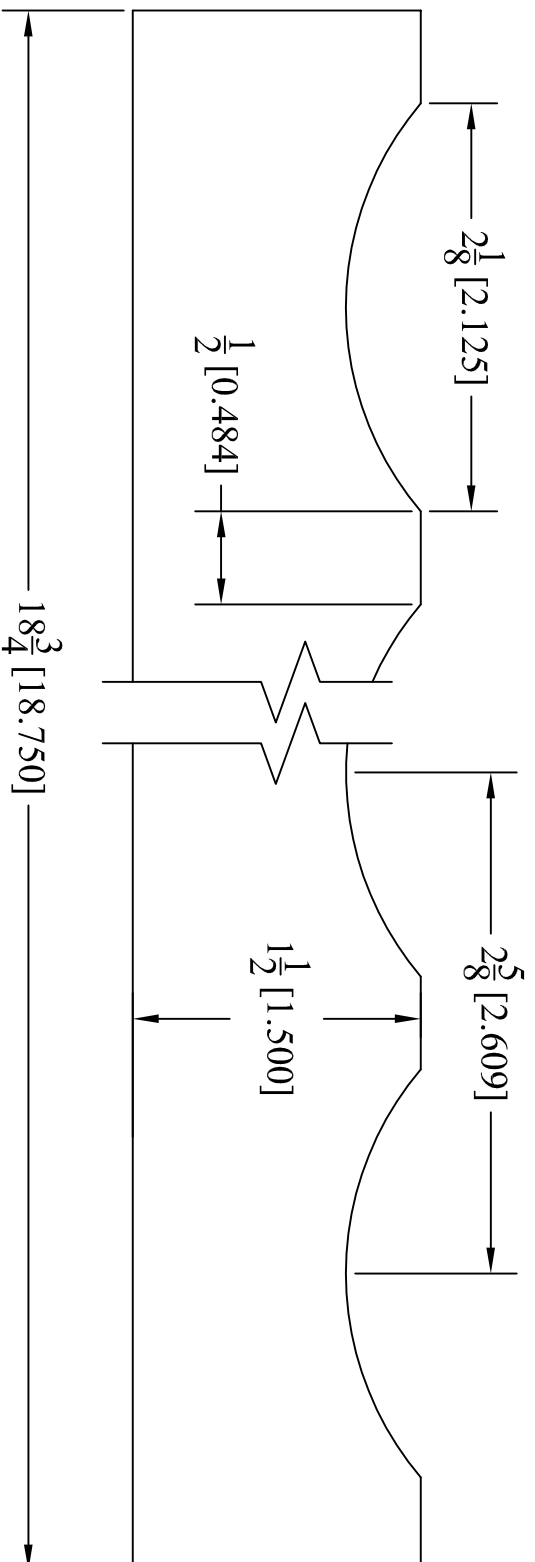 2 1/8 [2.125]
1/2 [0.484]
18 3/4 [18.750]
2 5/8 [2.609]
1 1/2 [1.500]